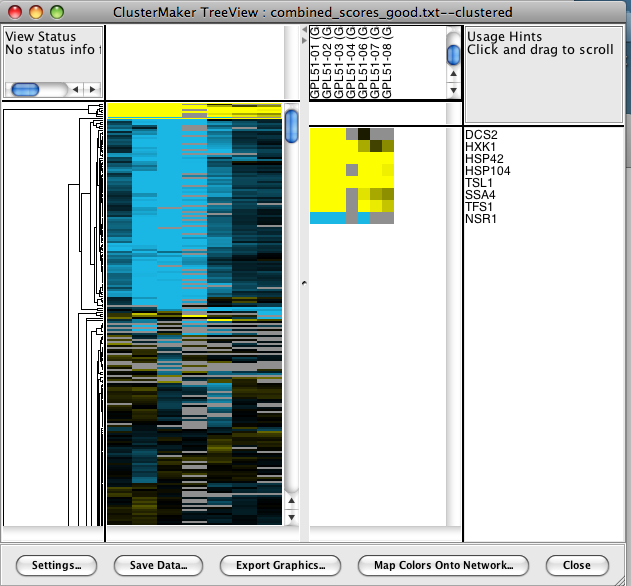 ClusterMaker TreeView : combined_scores_good.txt--clustered
View Status
No status info f
GPL51-01 (G
GPL51-02 (G
GPL51-03 (G
GPL51-04 (G
GPL51-06 (G
GPL51-07 (G
GPL51-08 (G
Usage Hints
Click and drag to scroll
DCS2
HXK1
HSP42
HSP104
TSL1
SSA4
TFS1
NSR1
Settings...
Save Data...
Export Graphics...
Map Colors Onto Network...
Close